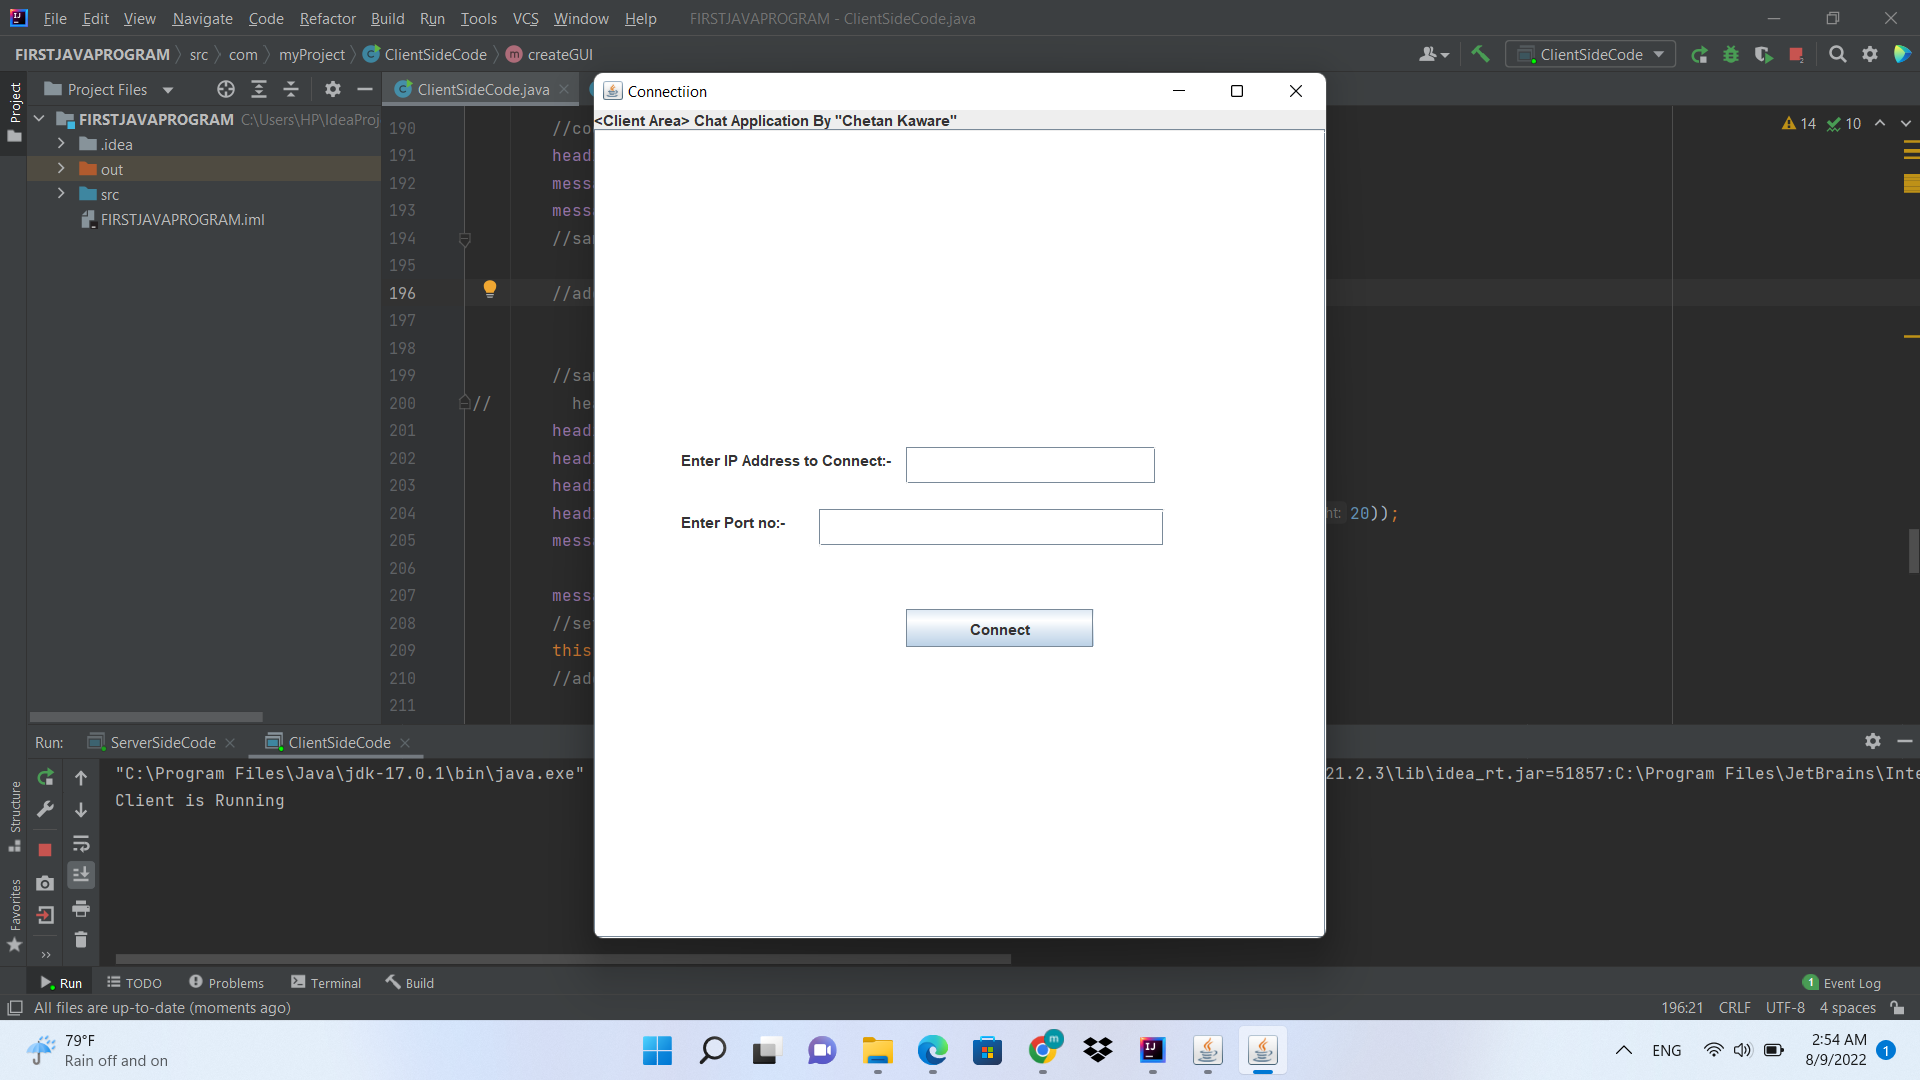 File Edit View Navigate Code Refactor Build Run Tools VCS Window Help FIRSTJAVAPROGRAM - ClientSideCode.java
FIRSTJAVAPROGRAM src com myProject ClientSideCode m createGUI ClientSideCode
Project
Project Files
ClientSideCode.java
FIRSTJAVAPROGRAM C:\Users\HP\IdeaProj
.idea
out
src
FIRSTJAVAPROGRAM.iml
14 10
190 //co
191 head
192 mess
193 mess
194 //sa
195
196 //ad
197
198
199 //sa
200 // he
201 head
202 head
203 head
204 head ht: 20));
205 mess
206
207 mess
208 //se
209 this
210 //ad
211
Connectiion
<Client Area> Chat Application By "Chetan Kaware"
Enter IP Address to Connect:-
Enter Port no:-
Connect
Run: ServerSideCode ClientSideCode
"C:\Program Files\Java\jdk-17.0.1\bin\java.exe" 21.2.3\lib\idea_rt.jar=51857:C:\Program Files\JetBrains\Inte
Client is Running
Structure
Favorites
Run TODO Problems Terminal Build 1 Event Log
All files are up-to-date (moments ago) 196:21 CRLF UTF-8 4 spaces
79°F
Rain off and on
m
IJ
ENG
2:54 AM
8/9/2022
1